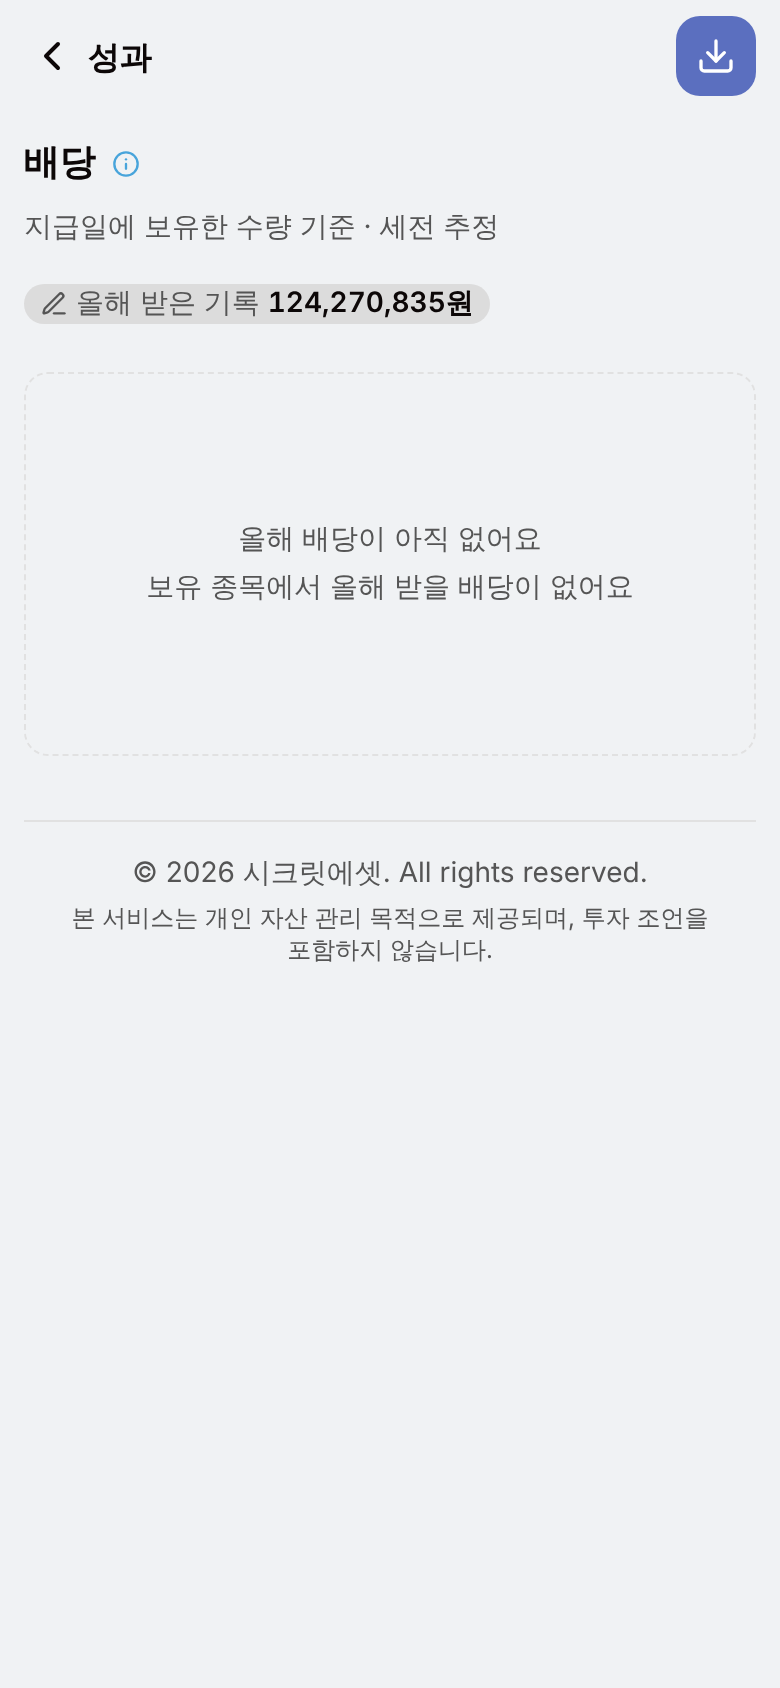 성과
배당
지급일에 보유한 수량 기준 · 세전 추정
올해 받은 기록 124,270,835원
올해 배당이 아직 없어요
보유 종목에서 올해 받을 배당이 없어요
© 2026 시크릿에셋. All rights reserved.
본 서비스는 개인 자산 관리 목적으로 제공되며, 투자 조언을
포함하지 않습니다.